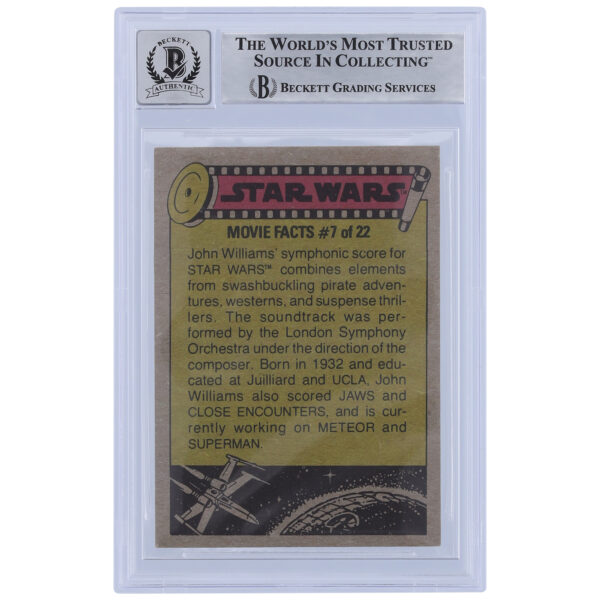 BECKETT
B
AUTHENTIC
THE WORLD'S MOST TRUSTED
SOURCE IN COLLECTING™
B BECKETT GRADING SERVICES
STAR WARS™
MOVIE FACTS #7 of 22
John Williams' symphonic score for
STAR WARS™ combines elements
from swashbuckling pirate adven-
tures, westerns, and suspense thril-
lers. The soundtrack was per-
formed by the London Symphony
Orchestra under the direction of the
composer. Born in 1932 and edu-
cated at Juilliard and UCLA, John
Williams also scored JAWS and
CLOSE ENCOUNTERS, and is cur-
rently working on METEOR and
SUPERMAN.